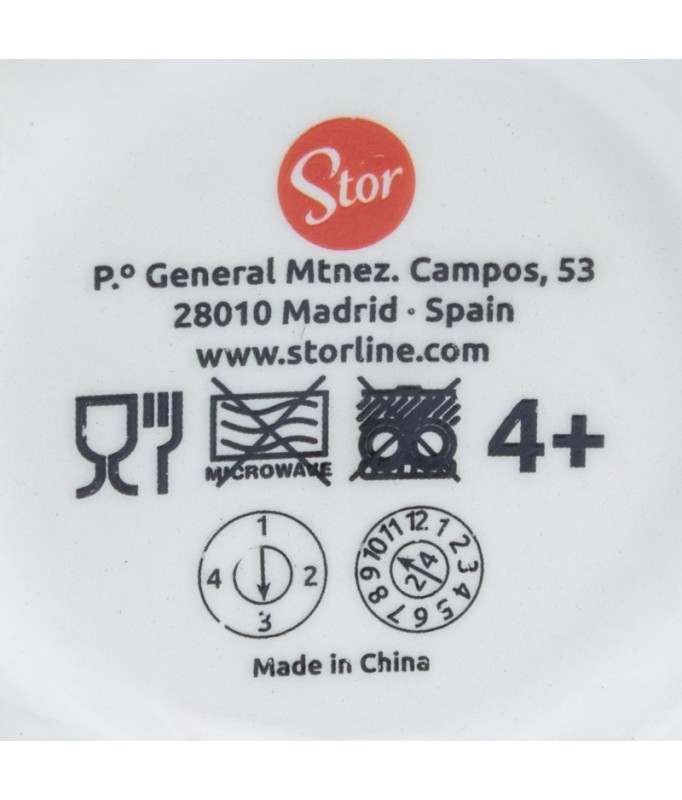 Stor
P.º General Mtnez. Campos, 53
28010 Madrid · Spain
www.storline.com
MICROWAVE
4+
1
4 2
3
12 1 2 3 4 5 6 7 8 9 10 11
2 4
Made in China